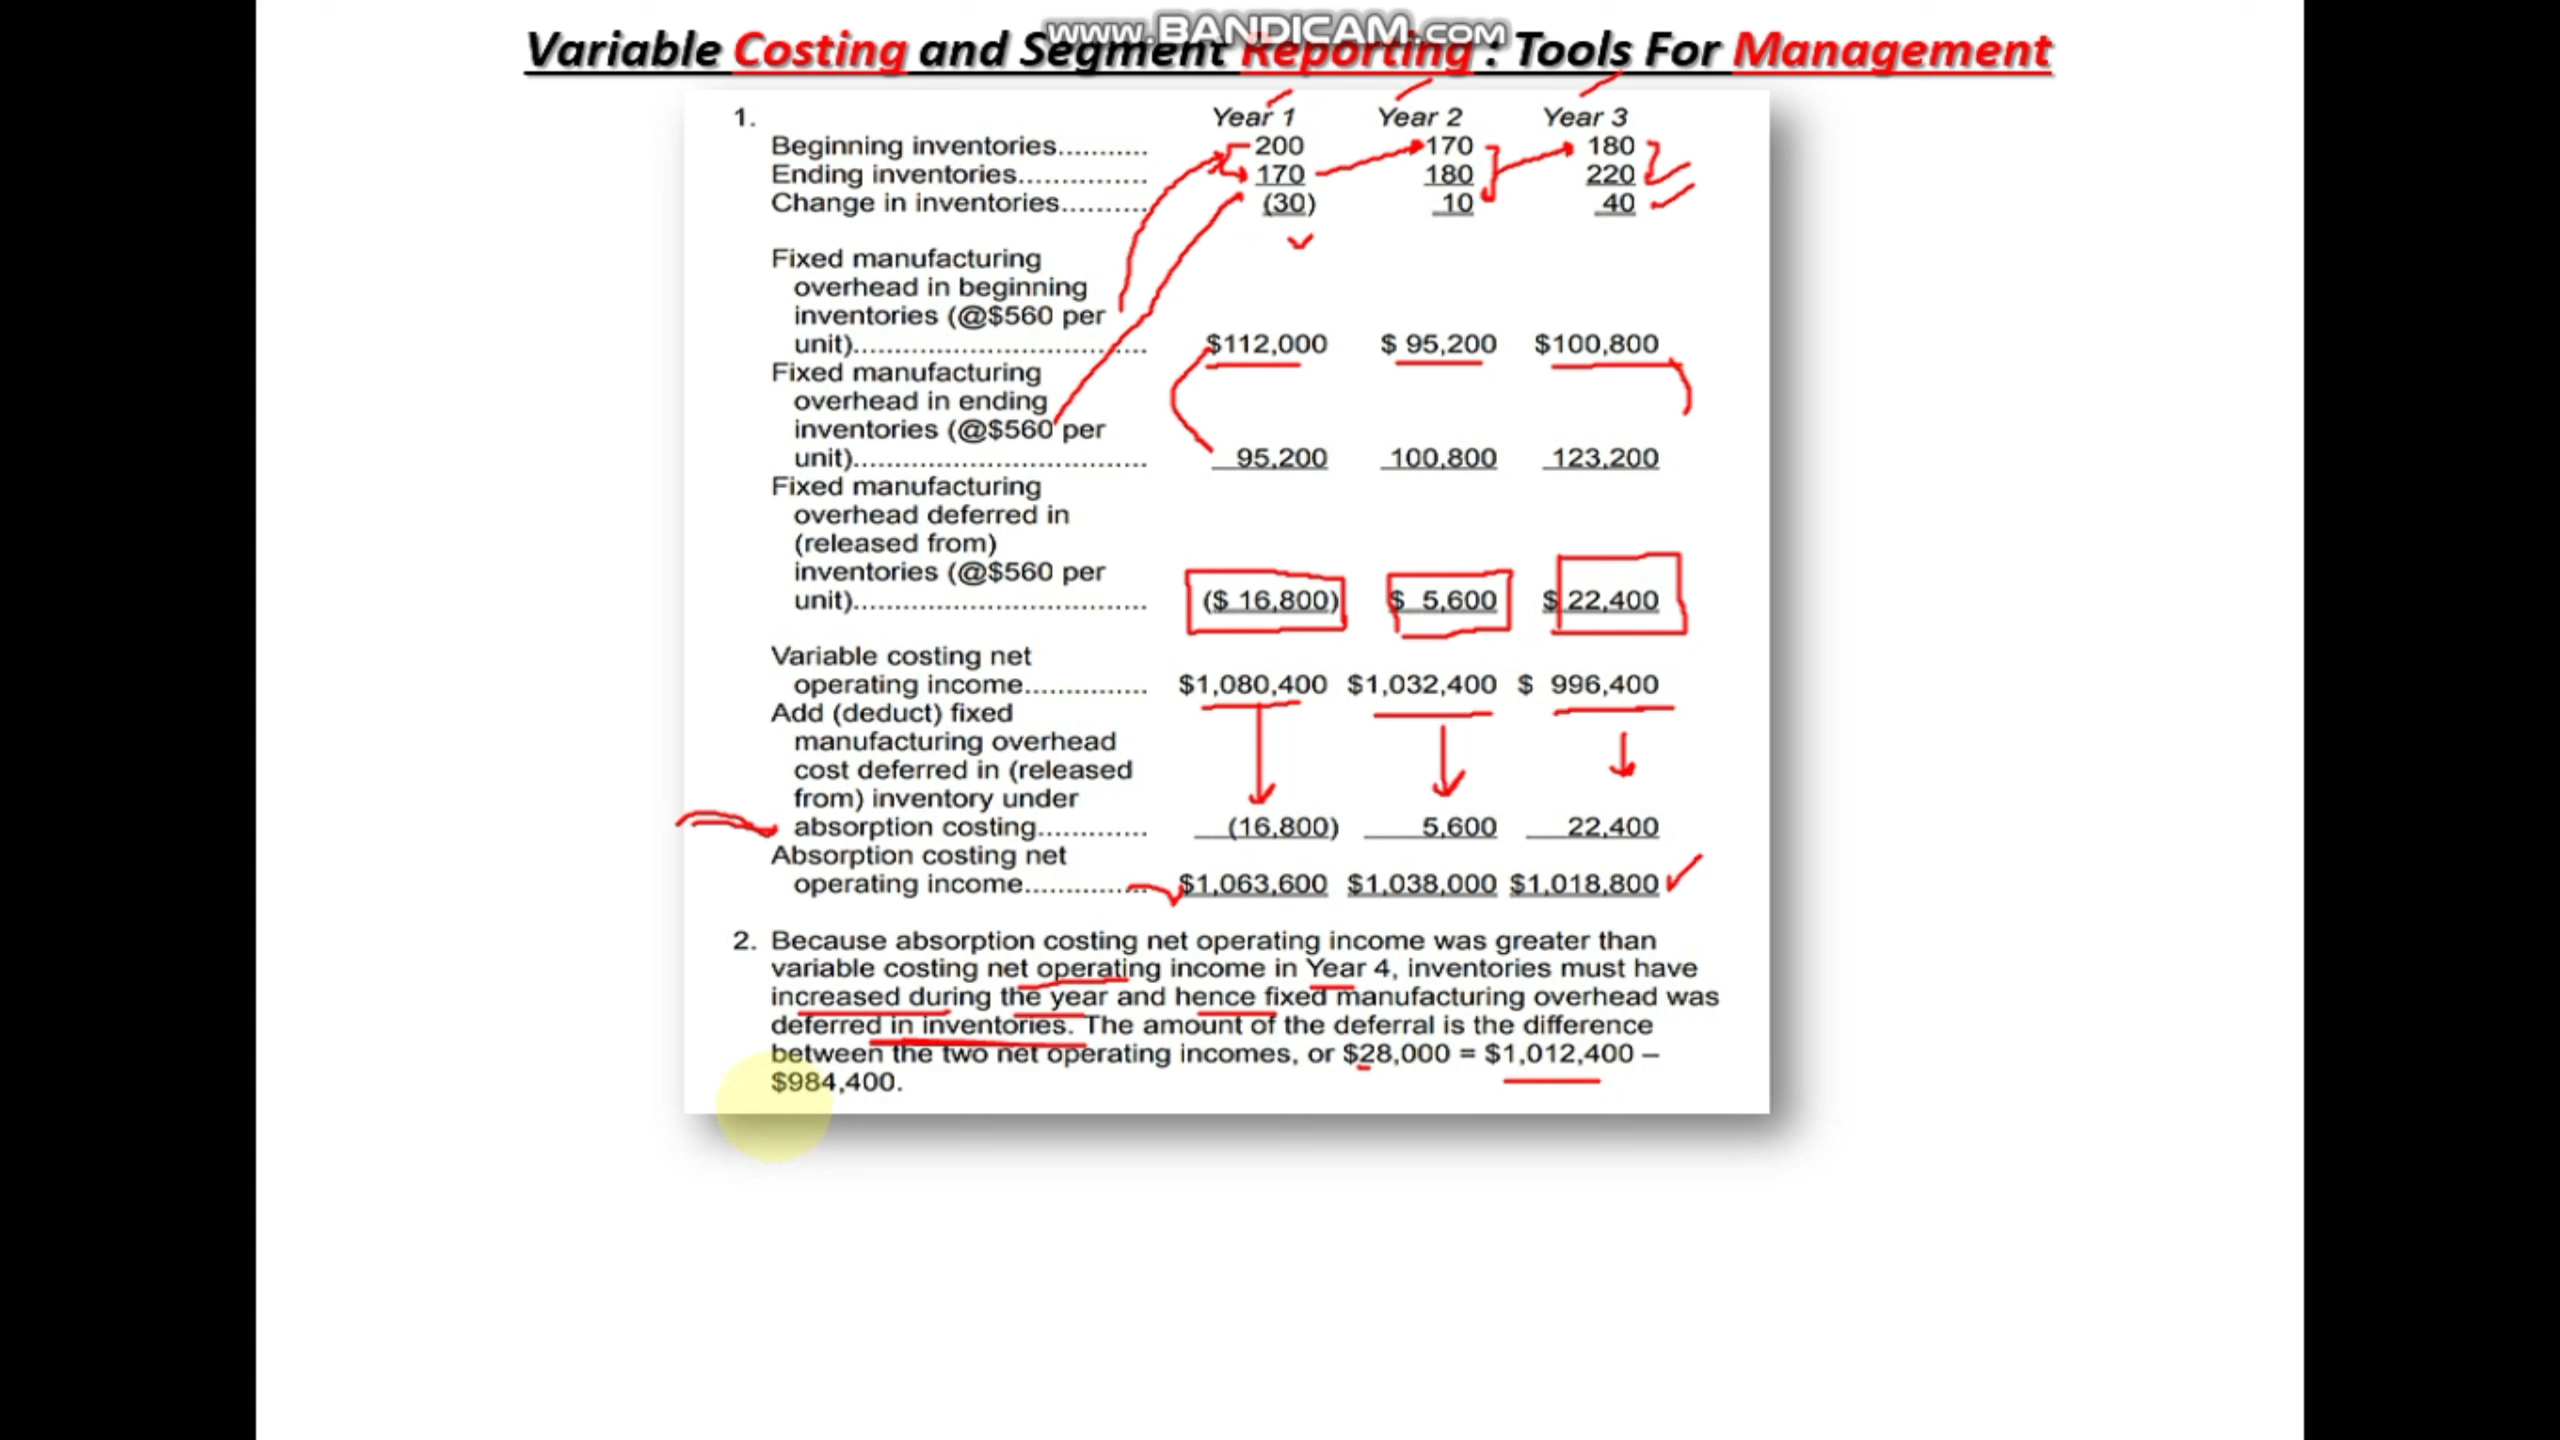 www.BANDICAM.com
Variable Costing and Segment Reporting : Tools For Management
1. Year 1 Year 2 Year 3
Beginning inventories........... 200 170 180
Ending inventories............... 170 180 220
Change in inventories.......... (30) 10 40
Fixed manufacturing
overhead in beginning
inventories (@$560 per
unit)................................... $112,000 $ 95,200 $100,800
Fixed manufacturing
overhead in ending
inventories (@$560 per
unit)................................... 95,200 100,800 123,200
Fixed manufacturing
overhead deferred in
(released from)
inventories (@$560 per
unit)................................... ($ 16,800) $ 5,600 $ 22,400
Variable costing net
operating income............... $1,080,400 $1,032,400 $ 996,400
Add (deduct) fixed
manufacturing overhead
cost deferred in (released
from) inventory under
absorption costing............. (16,800) 5,600 22,400
Absorption costing net
operating income............... $1,063,600 $1,038,000 $1,018,800
2. Because absorption costing net operating income was greater than
variable costing net operating income in Year 4, inventories must have
increased during the year and hence fixed manufacturing overhead was
deferred in inventories. The amount of the deferral is the difference
between the two net operating incomes, or $28,000 = $1,012,400 –
$984,400.